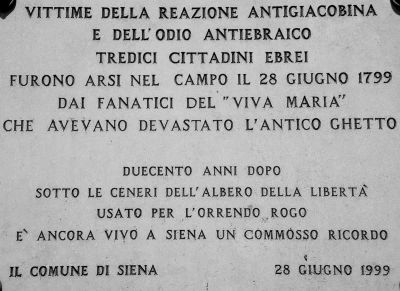 VITTIME DELLA REAZIONE ANTIGIACOBINA
E DELL'ODIO ANTIEBRAICO
TREDICI CITTADINI EBREI
FURONO ARSI NEL CAMPO IL 28 GIUGNO 1799
DAI FANATICI DEL "VIVA MARIA"
CHE AVEVANO DEVASTATO L'ANTICO GHETTO
DUECENTO ANNI DOPO
SOTTO LE CENERI DELL'ALBERO DELLA LIBERTÀ
USATO PER L'ORRENDO ROGO
E' ANCORA VIVO A SIENA UN COMMOSSO RICORDO
IL COMUNE DI SIENA 28 GIUGNO 1999